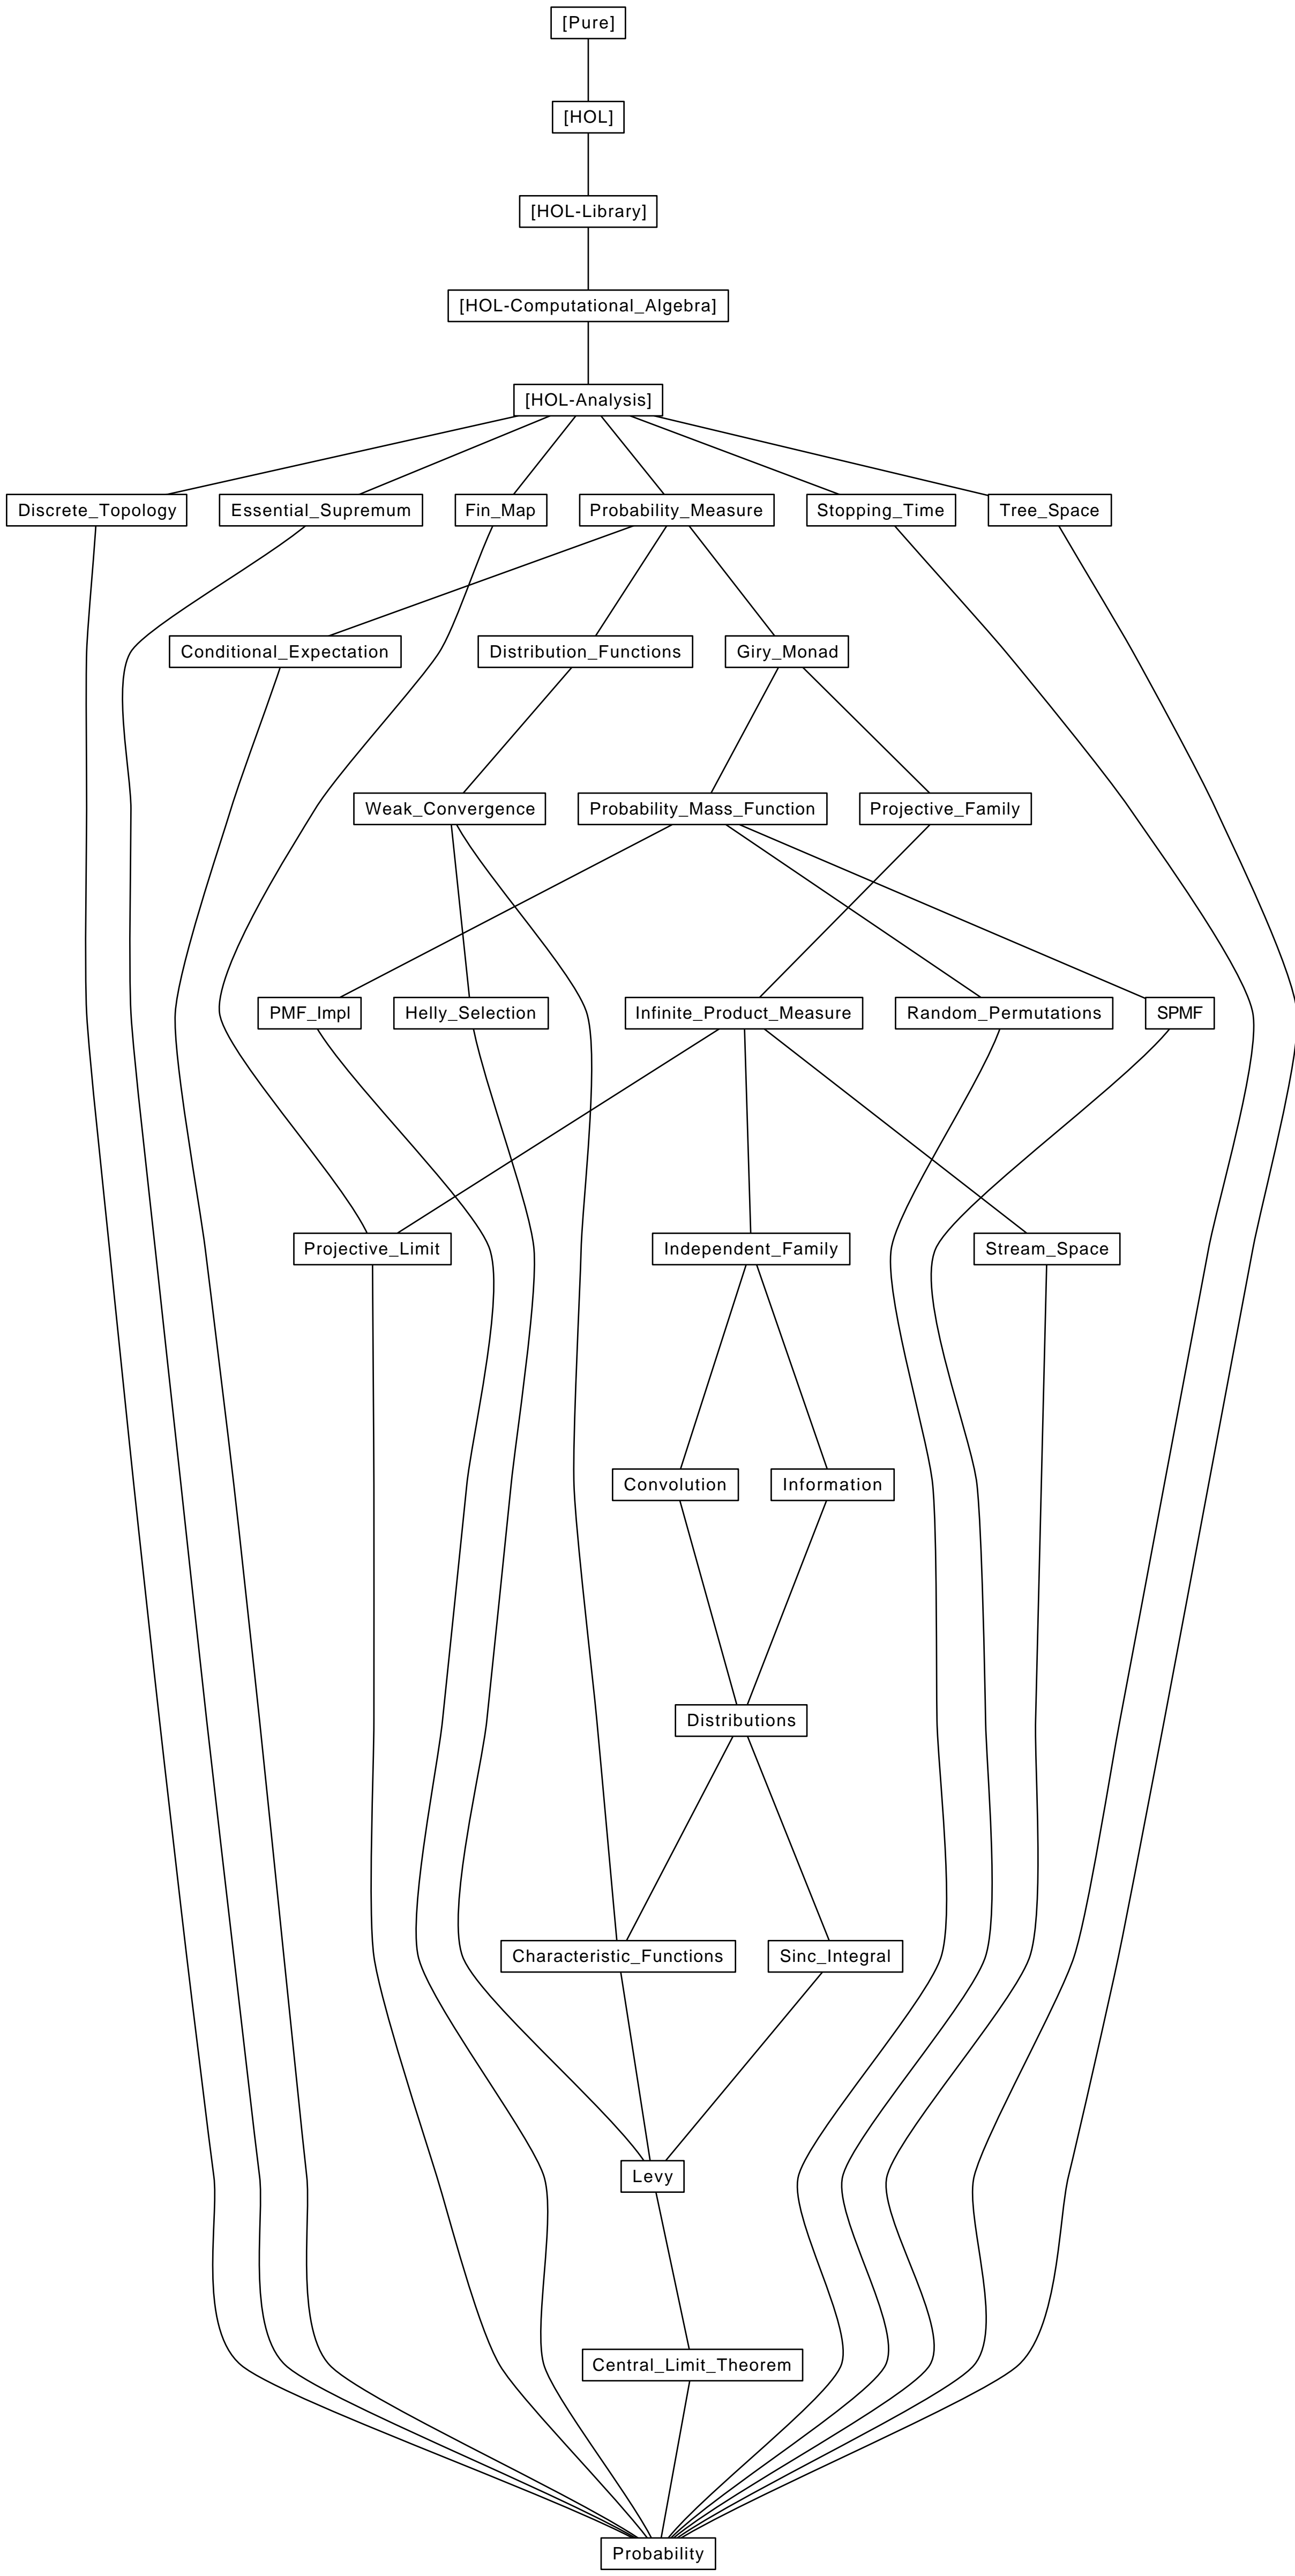 [Pure]
[HOL]
[HOL-Library]
[HOL-Computational_Algebra]
[HOL-Analysis]
Discrete_Topology
Essential_Supremum
Fin_Map
Probability_Measure
Stopping_Time
Tree_Space
Conditional_Expectation
Distribution_Functions
Giry_Monad
Weak_Convergence
Probability_Mass_Function
Projective_Family
PMF_Impl
Helly_Selection
Infinite_Product_Measure
Random_Permutations
SPMF
Projective_Limit
Independent_Family
Stream_Space
Convolution
Information
Distributions
Characteristic_Functions
Sinc_Integral
Levy
Central_Limit_Theorem
Probability